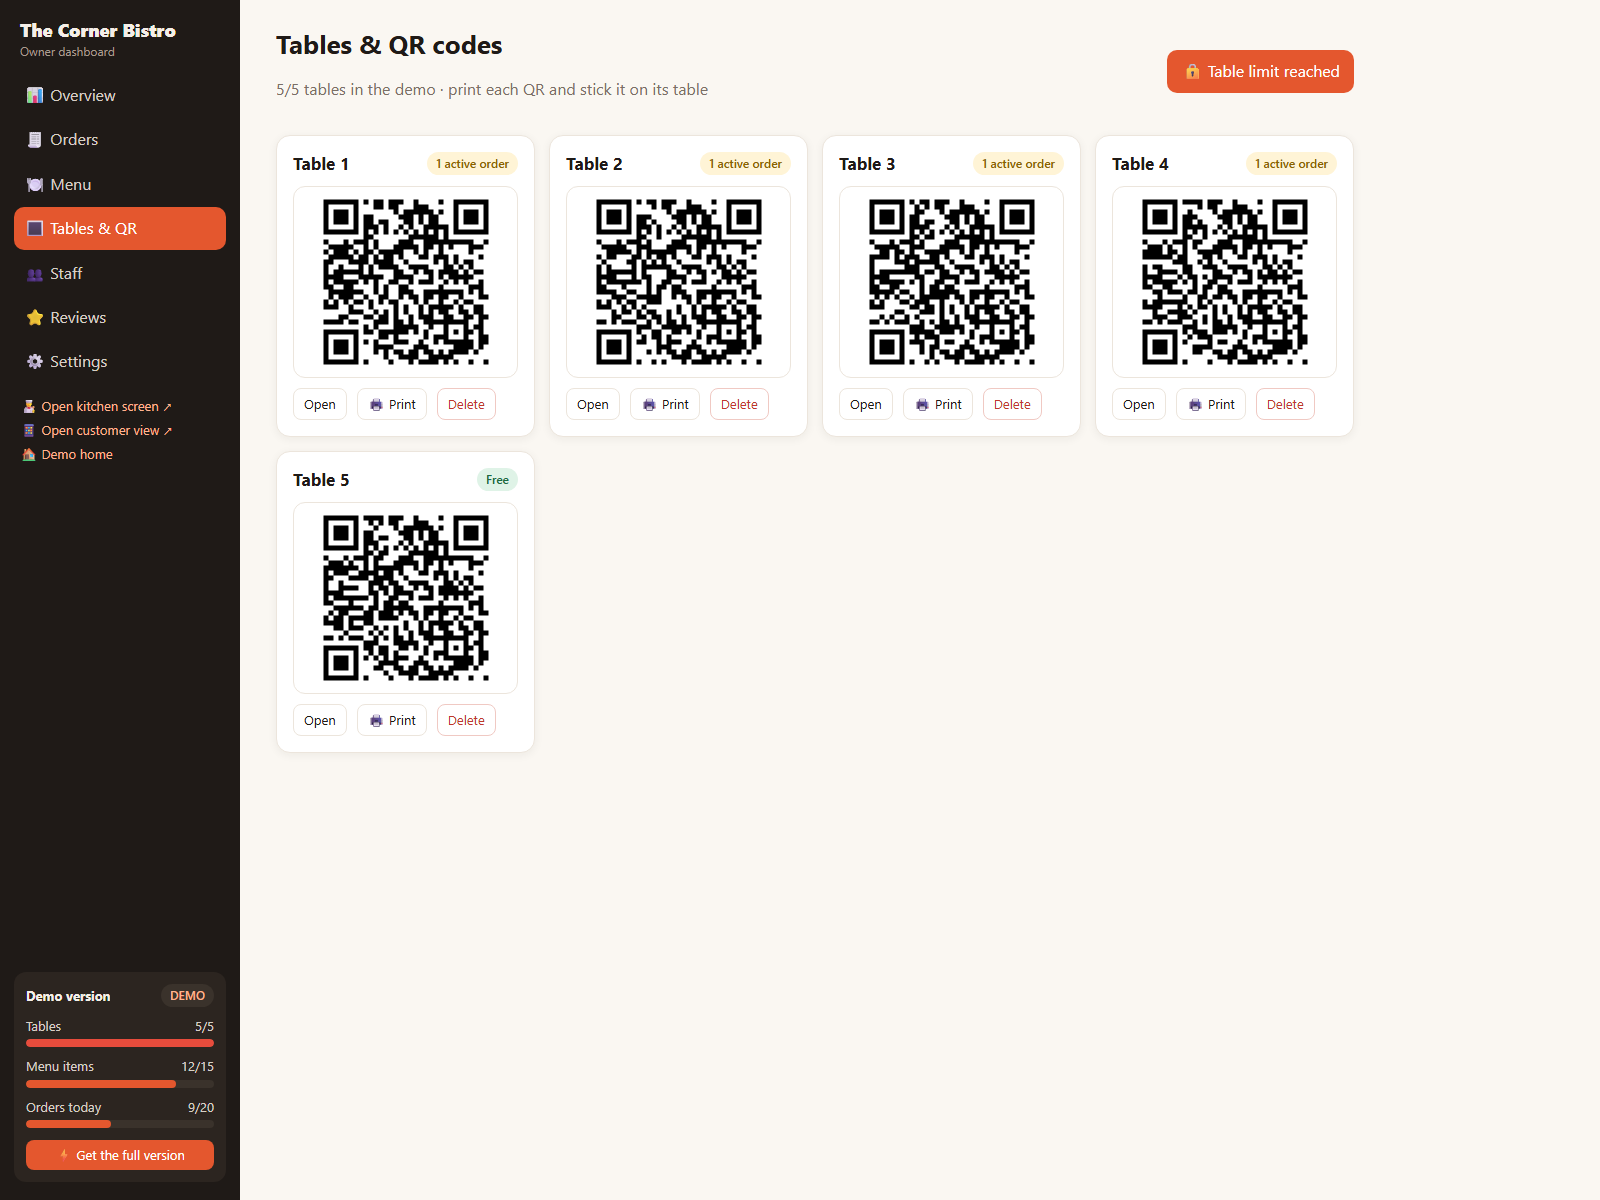 The Corner Bistro
Owner dashboard
Overview
Orders
Menu
Tables & QR
Staff
Reviews
Settings
Open kitchen screen ↗
Open customer view ↗
Demo home
Demo version DEMO
Tables 5/5
Menu items 12/15
Orders today 9/20
Get the full version
Tables & QR codes
5/5 tables in the demo · print each QR and stick it on its table
Table limit reached
Table 1 1 active order
Open Print Delete
Table 2 1 active order
Open Print Delete
Table 3 1 active order
Open Print Delete
Table 4 1 active order
Open Print Delete
Table 5 Free
Open Print Delete